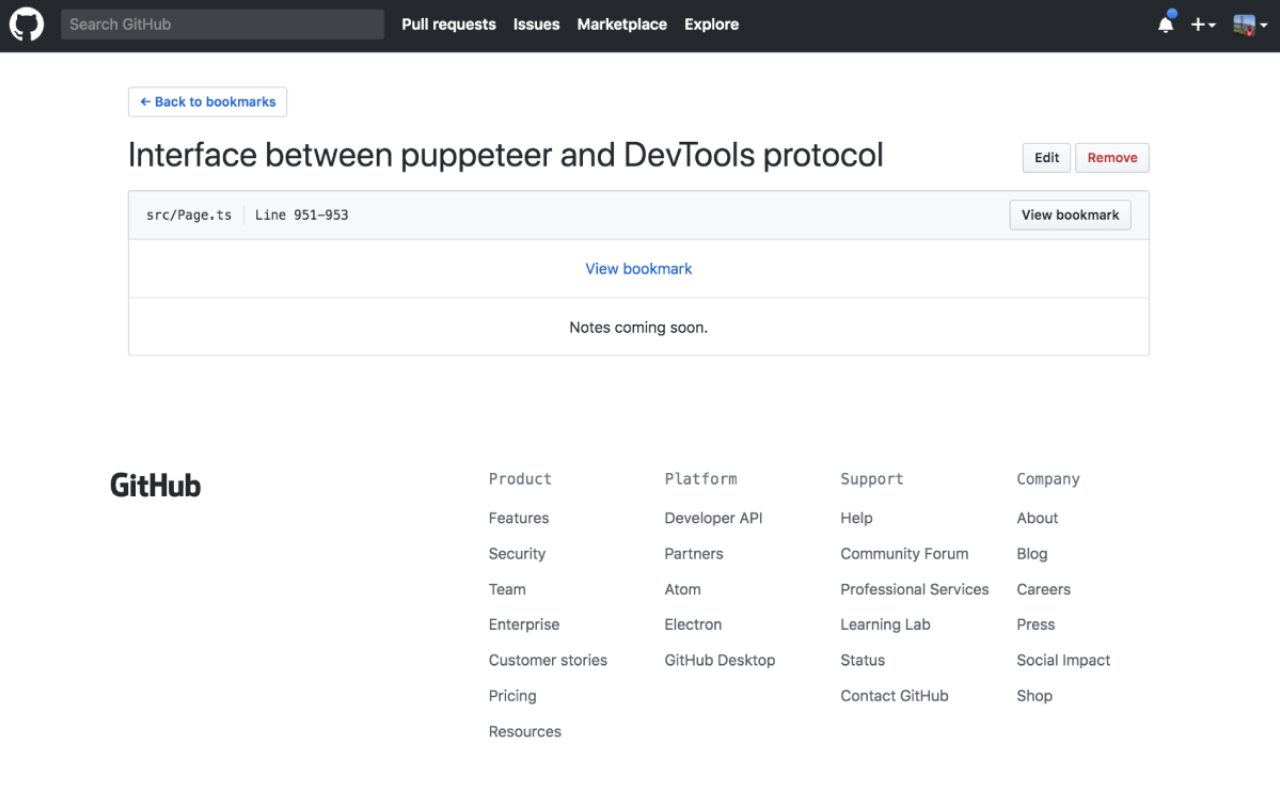 Search GitHub Pull requests Issues Marketplace Explore
← Back to bookmarks
Interface between puppeteer and DevTools protocol
Edit Remove
src/Page.ts Line 951–953 View bookmark
View bookmark
Notes coming soon.
GitHub
Product Platform Support Company
Features Developer API Help About
Security Partners Community Forum Blog
Team Atom Professional Services Careers
Enterprise Electron Learning Lab Press
Customer stories GitHub Desktop Status Social Impact
Pricing Contact GitHub Shop
Resources